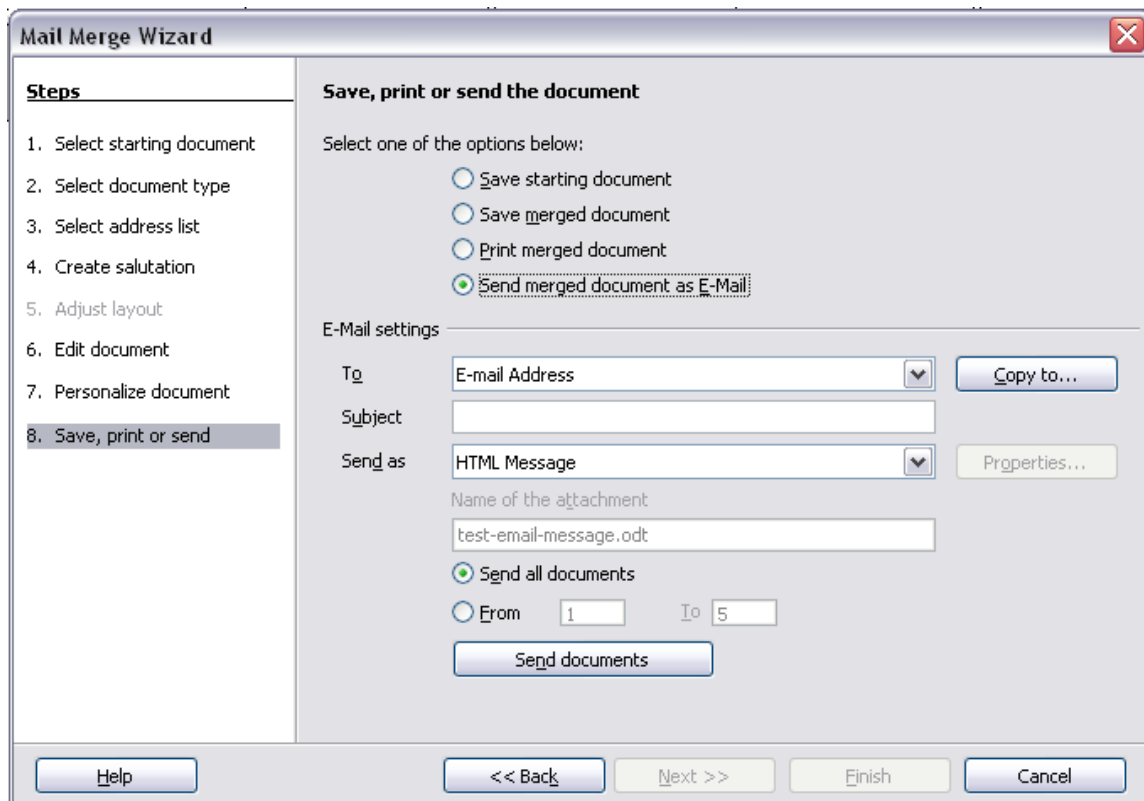 Mail Merge Wizard
Steps
1. Select starting document
2. Select document type
3. Select address list
4. Create salutation
5. Adjust layout
6. Edit document
7. Personalize document
8. Save, print or send
Save, print or send the document
Select one of the options below:
Save starting document
Save merged document
Print merged document
Send merged document as E-Mail
E-Mail settings
To E-mail Address Copy to...
Subject
Send as HTML Message Properties...
Name of the attachment
test-email-message.odt
Send all documents
From 1 To 5
Send documents
Help << Back Next >> Finish Cancel